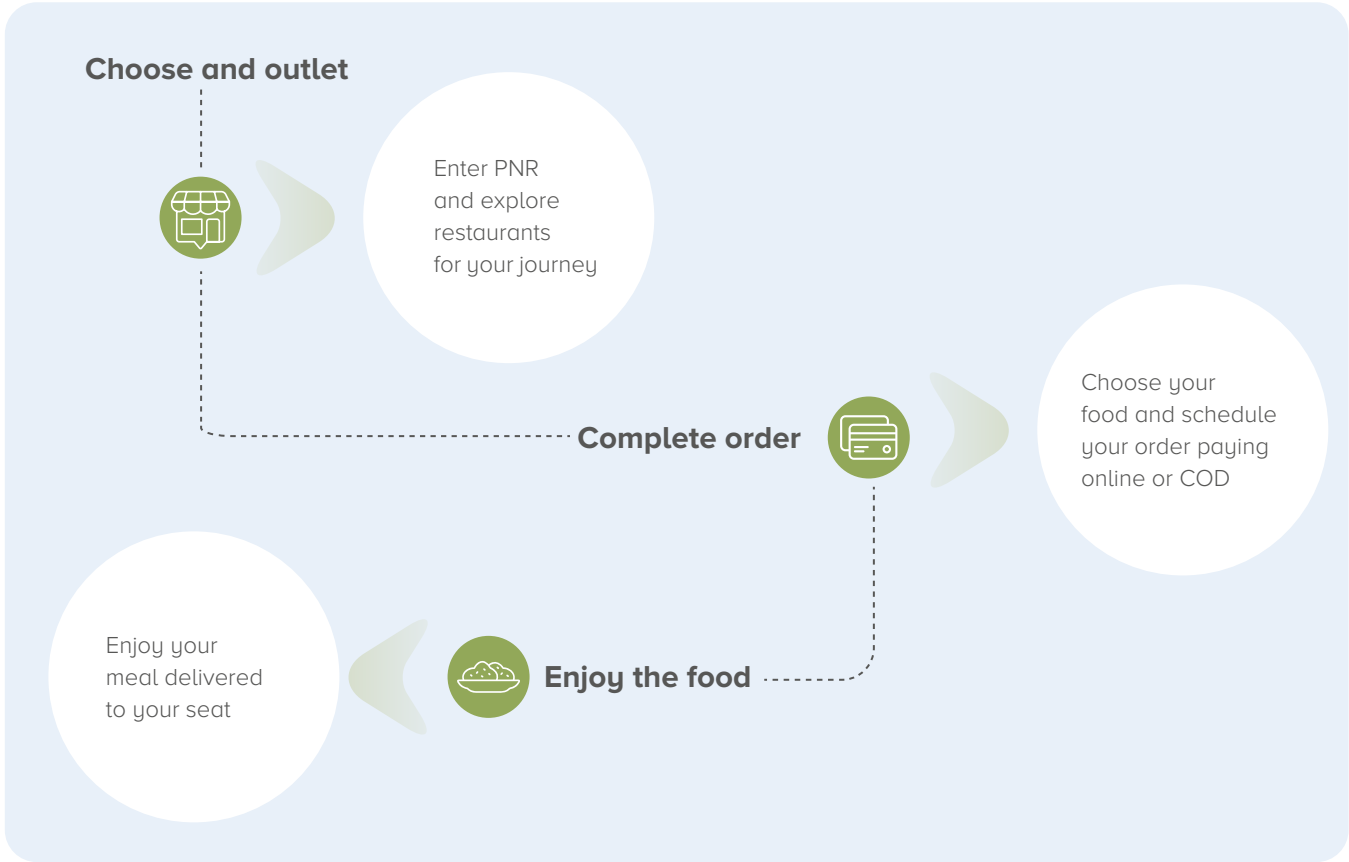 Choose and outlet
Enter PNR
and explore
restaurants
for your journey
Complete order
Choose your
food and schedule
your order paying
online or COD
Enjoy the food
Enjoy your
meal delivered
to your seat